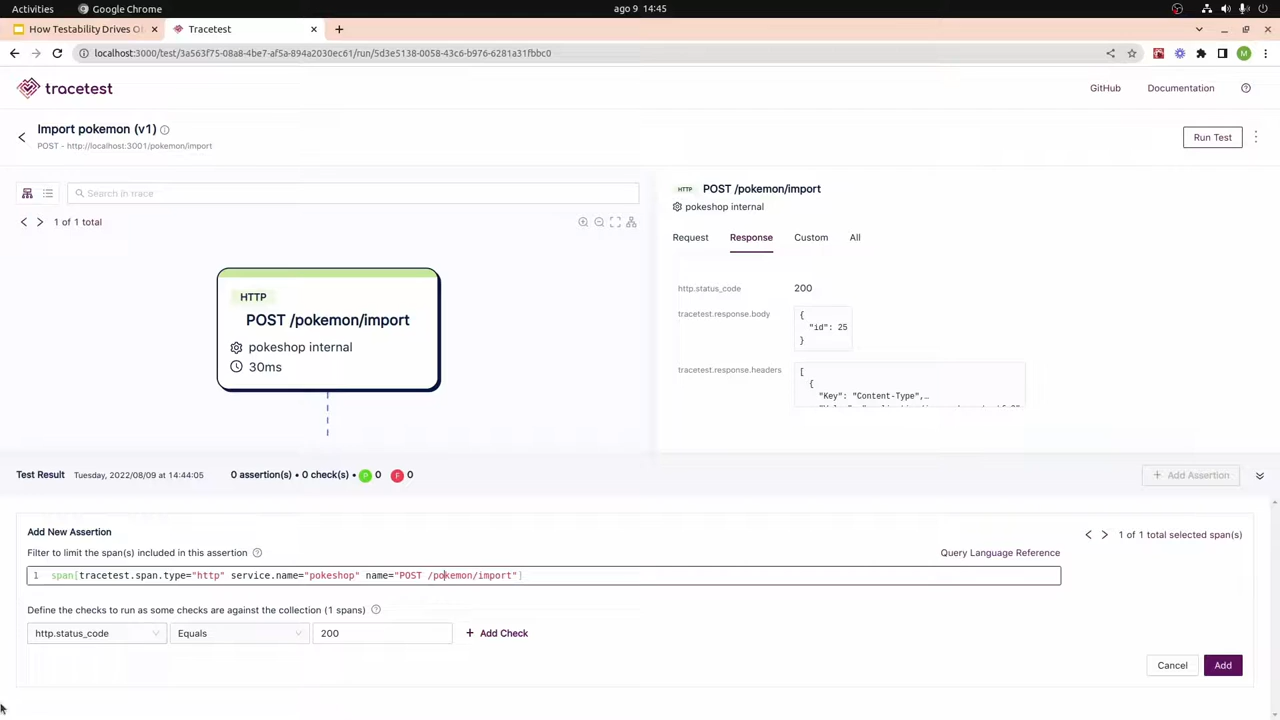 Activities Google Chrome ago 9 14:45
How Testability Drives Ob
Tracetest
localhost:3000/test/3a563f75-08a8-4be7-af5a-894a2030ec61/run/5d3e5138-0058-43c6-b976-6281a31fbbc0
M
tracetest
GitHub Documentation
Import pokemon (v1)
POST - http://localhost:3001/pokemon/import
Run Test
Search in trace
1 of 1 total
HTTP
POST /pokemon/import
pokeshop internal
30ms
HTTP POST /pokemon/import
pokeshop internal
Request Response Custom All
http.status_code 200
tracetest.response.body {
"id": 25
}
tracetest.response.headers [
{
"Key": "Content-Type",…
Test Result Tuesday, 2022/08/09 at 14:44:05 0 assertion(s) • 0 check(s) • P 0 F 0
+ Add Assertion
Add New Assertion
1 of 1 total selected span(s)
Filter to limit the span(s) included in this assertion
Query Language Reference
1 span[tracetest.span.type="http" service.name="pokeshop" name="POST /pokemon/import"]
Define the checks to run as some checks are against the collection (1 spans)
http.status_code Equals 200 + Add Check
Cancel Add